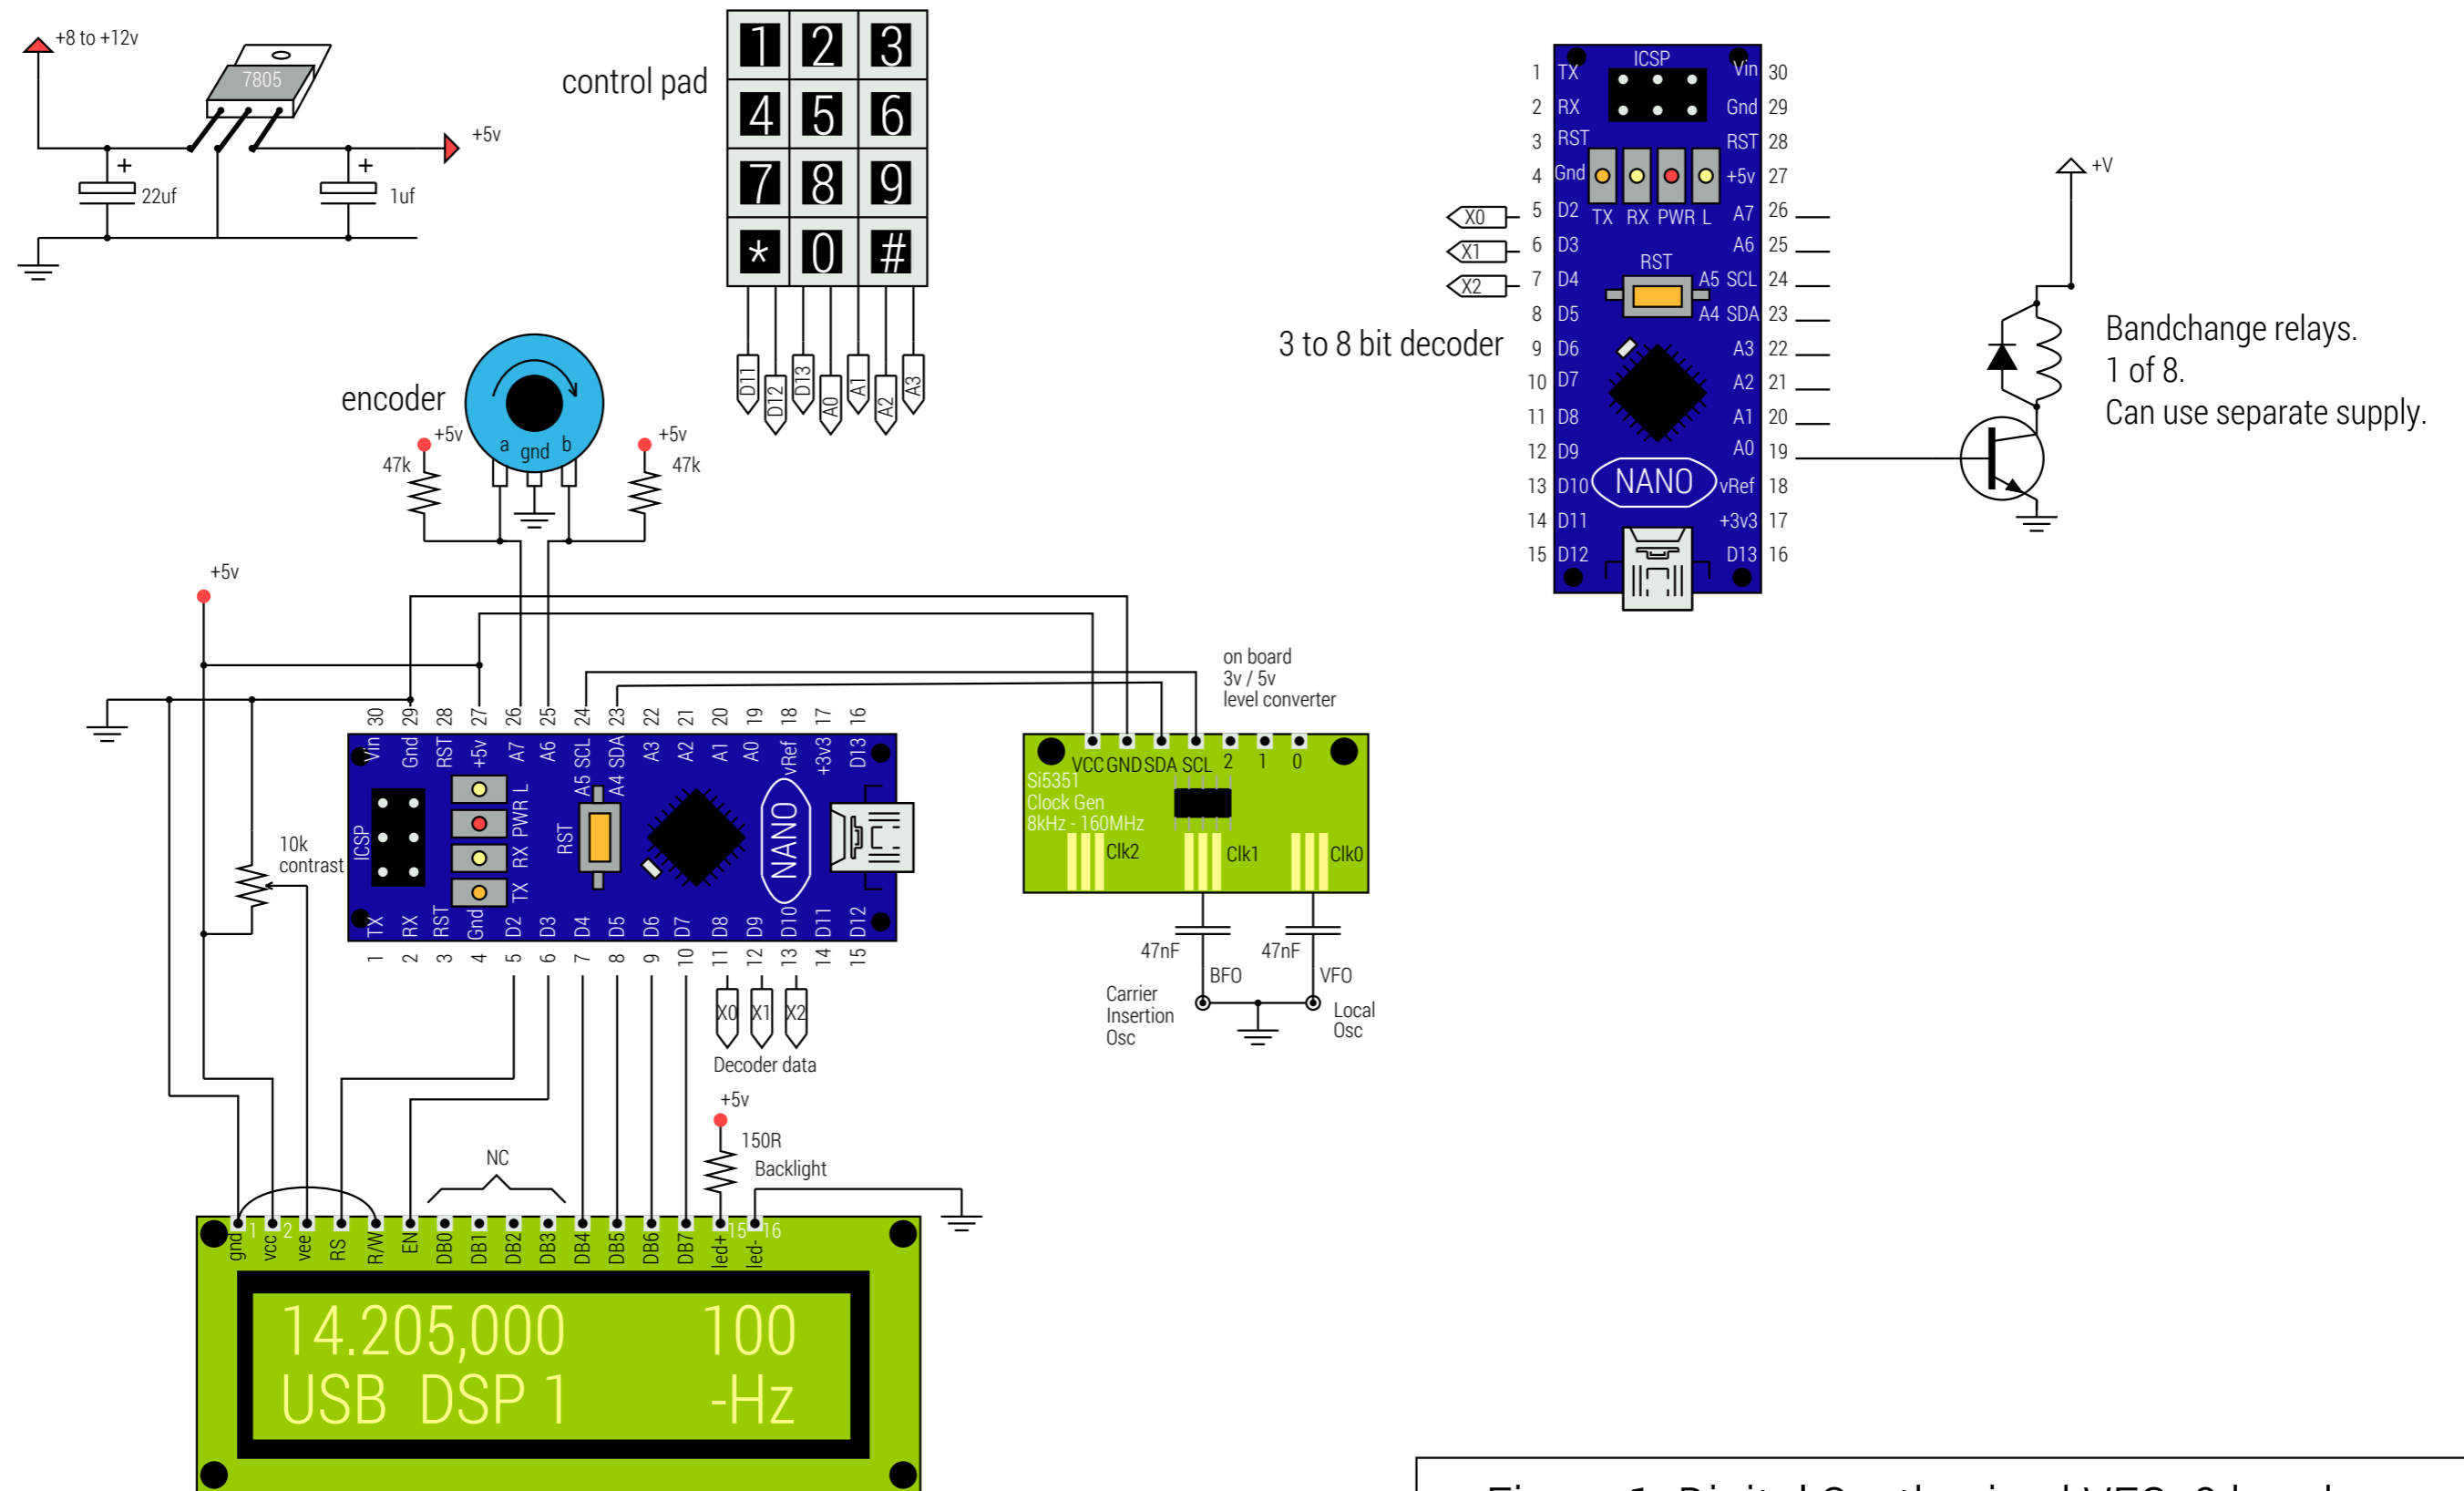 +8 to +12v
7805
+5v
+
22uf
+
1uf
control pad
1 2 3
4 5 6
7 8 9
* 0 #
D11
D12
D13
A0
A1
A2
A3
encoder
a gnd b
+5v
47k
+5v
47k
3 to 8 bit decoder
X0
X1
X2
1 TX
2 RX
3 RST
4 Gnd
5 D2
6 D3
7 D4
8 D5
9 D6
10 D7
11 D8
12 D9
13 D10
14 D11
15 D12
ICSP
TX RX PWR L
RST
NANO
Vin 30
Gnd 29
RST 28
+5v 27
A7 26
A6 25
A5 SCL 24
A4 SDA 23
A3 22
A2 21
A1 20
A0 19
vRef 18
+3v3 17
D13 16
+V
Bandchange relays.
1 of 8.
Can use separate supply.
+5v
10k
contrast
30 29 28 27 26 25 24 23 22 21 20 19 18 17 16
Vin Gnd RST +5v A7 A6 A5 SCL A4 SDA A3 A2 A1 A0 vRef +3v3 D13
ICSP
TX RX PWR L
RST
NANO
TX RX RST Gnd D2 D3 D4 D5 D6 D7 D8 D9 D10 D11 D12
1 2 3 4 5 6 7 8 9 10 11 12 13 14 15
X0 X1 X2
Decoder data
on board
3v / 5v
level converter
VCC GND SDA SCL 2 1 0
Si5351
Clock Gen
8kHz - 160MHz
Clk2 Clk1 Clk0
47nF 47nF
BFO VFO
Carrier
Insertion
Osc
Local
Osc
+5v
150R
Backlight
NC
1 2 15 16
gnd vcc vee RS R/W EN DB0 DB1 DB2 DB3 DB4 DB5 DB6 DB7 led+ led-
14.205,000 100
USB DSP 1 -Hz
Figure 1. Digital Synthesized VFO. 8 band